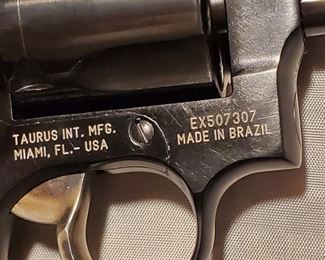 TAURUS INT. MFG.
MIAMI, FL.- USA
EX507307
MADE IN BRAZIL